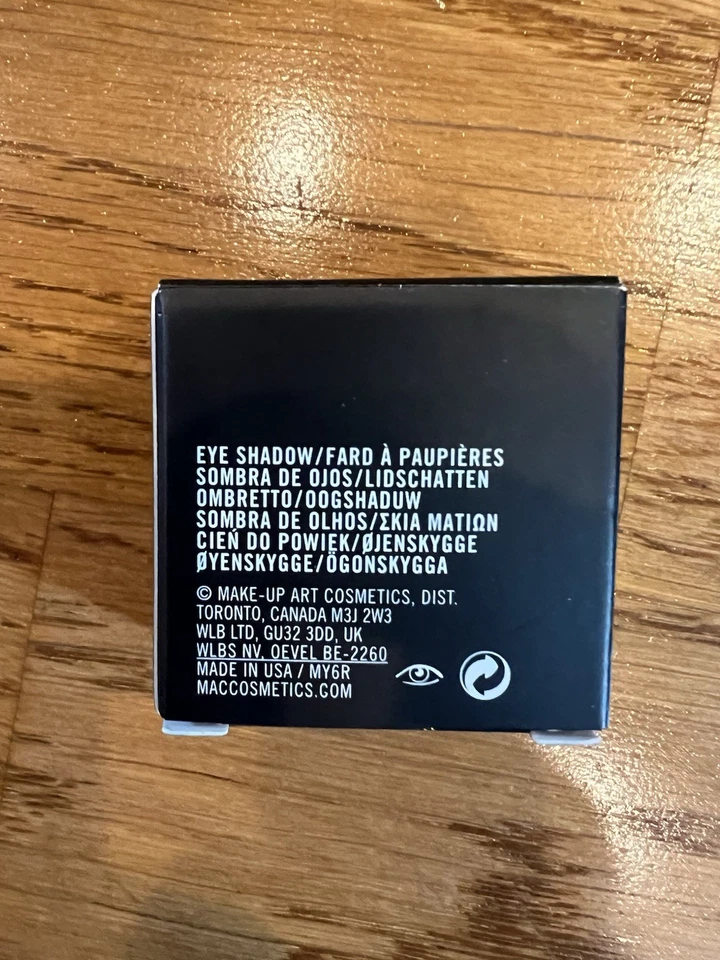 EYE SHADOW/FARD À PAUPIÈRES
SOMBRA DE OJOS/LIDSCHATTEN
OMBRETTO/OOGSHADUW
SOMBRA DE OLHOS/ΣΚΙΑ ΜΑΤΙΩΝ
CIEŃ DO POWIEK/ØJENSKYGGE
ØYENSKYGGE/ÖGONSKYGGA
© MAKE-UP ART COSMETICS, DIST.
TORONTO, CANADA M3J 2W3
WLB LTD, GU32 3DD, UK
WLBS NV, OEVEL BE-2260
MADE IN USA / MY6R
MACCOSMETICS.COM